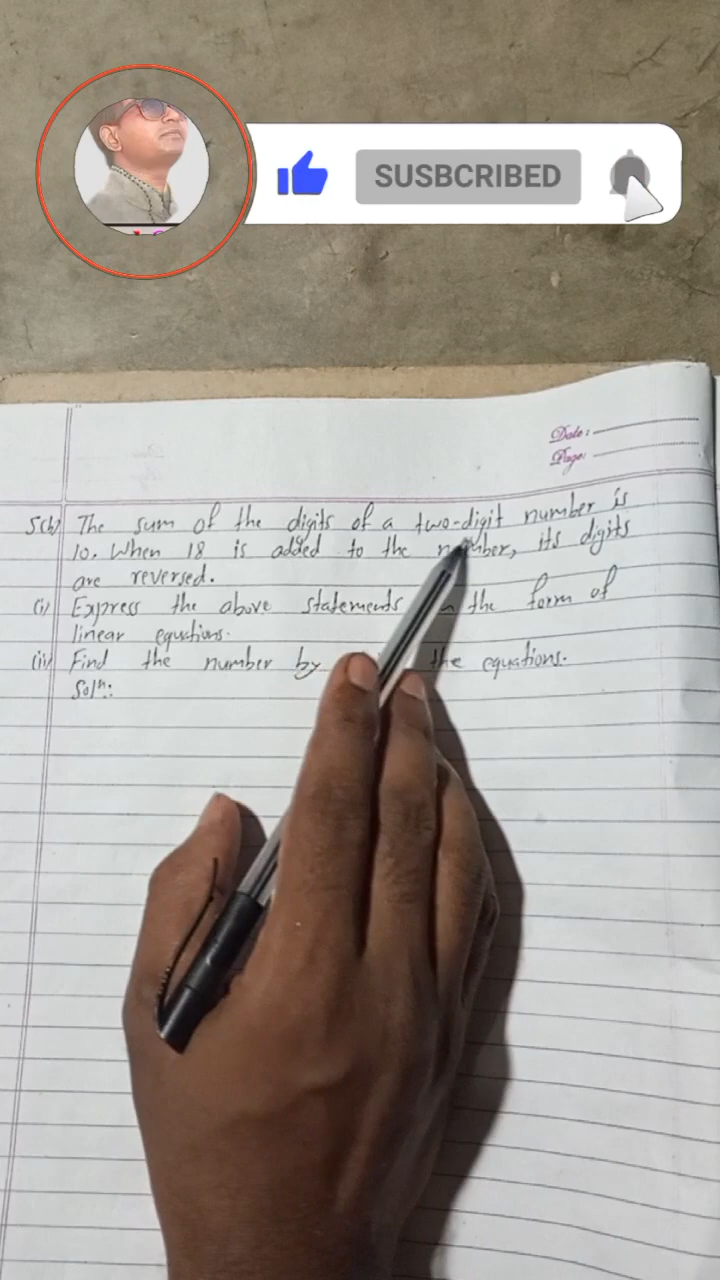 SUSBCRIBED
Date:
Page:
5(b) The sum of the digits of a two-digit number is
10. When 18 is added to the number, its digits
are reversed.
(i) Express the above statements the form of
linear equations.
(ii) Find the number by the equations.
Solⁿ: